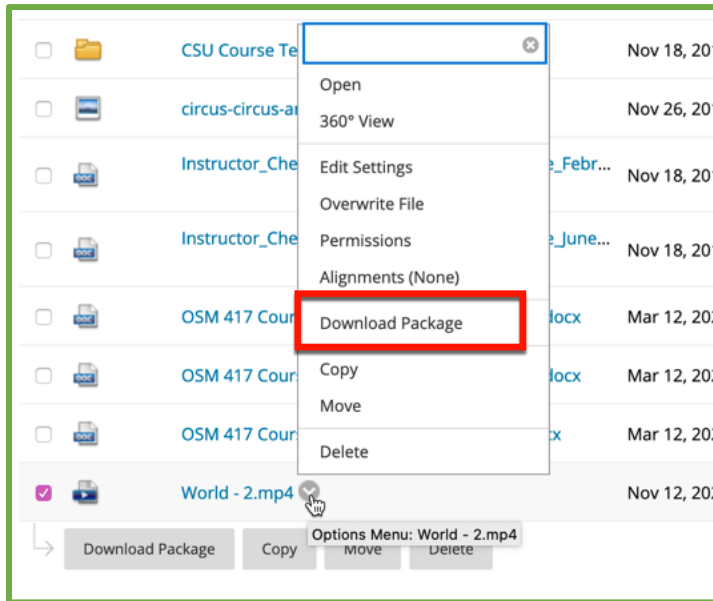 CSU Course Te
Nov 18, 20
circus-circus-ar
Nov 26, 20
Instructor_Che
e_Febr...
Nov 18, 20
Instructor_Che
e_June...
Nov 18, 20
OSM 417 Cour
docx
Mar 12, 20
OSM 417 Cour
docx
Mar 12, 20
OSM 417 Cour
Mar 12, 20
World - 2.mp4
Nov 12, 20
Open
360° View
Edit Settings
Overwrite File
Permissions
Alignments (None)
Download Package
Copy
Move
Delete
Options Menu: World - 2.mp4
Download Package
Copy
Move
Delete